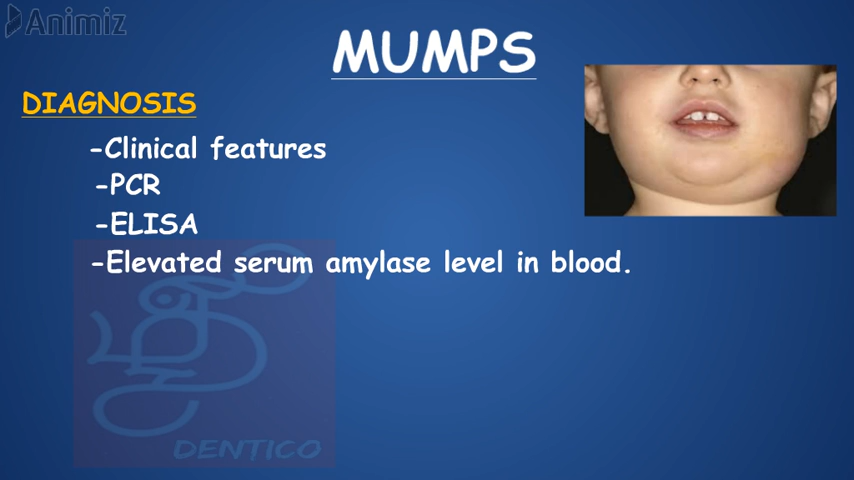 Animiz
MUMPS
DIAGNOSIS
-Clinical features
-PCR
-ELISA
-Elevated serum amylase level in blood.
DENTICO